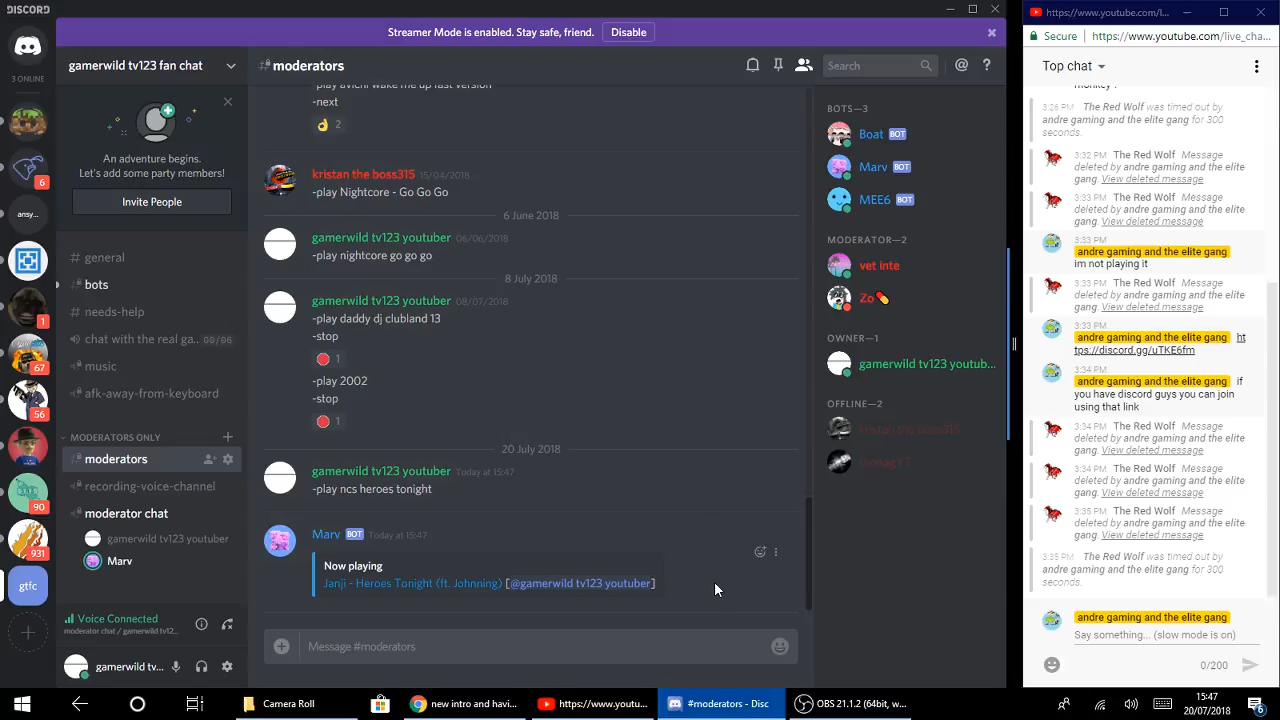 DISCORD
Streamer Mode is enabled. Stay safe, friend.
Disable
3 ONLINE
6
ansy...
1
67
56
90
931
gtfc
gamerwild tv123 fan chat
An adventure begins.
Let's add some party members!
Invite People
# general
# bots
# needs-help
chat with the real ga... 00/06
# music
# afk-away-from-keyboard
MODERATORS ONLY
# moderators
# recording-voice-channel
moderator chat
gamerwild tv123 youtuber
Marv
Voice Connected
moderator chat / gamerwild tv12...
gamerwild tv...
#moderators
Search
-play avichi wake me up fast version
-next
2
kristan the boss315 15/04/2018
-play Nightcore - Go Go Go
6 June 2018
gamerwild tv123 youtuber 06/06/2018
-play nightcore go go go
8 July 2018
gamerwild tv123 youtuber 08/07/2018
-play daddy dj clubland 13
-stop
1
-play 2002
-stop
1
20 July 2018
gamerwild tv123 youtuber Today at 15:47
-play ncs heroes tonight
Marv BOT Today at 15:47
Now playing
Janji - Heroes Tonight (ft. Johnning) [@gamerwild tv123 youtuber]
Message #moderators
BOTS—3
Boat BOT
Marv BOT
MEE6 BOT
MODERATOR—2
vet inte
Zo💊
OWNER—1
gamerwild tv123 youtub...
OFFLINE—2
kristan the boss315
https://www.youtube.com/l...
Secure https://www.youtube.com/live_cha...
Top chat
monkey ?
3:26 PM The Red Wolf was timed out by
andre gaming and the elite gang for 300
seconds.
3:32 PM The Red Wolf Message
deleted by andre gaming and the elite
gang. View deleted message
3:33 PM The Red Wolf Message
deleted by andre gaming and the elite
gang. View deleted message
3:33 PM
andre gaming and the elite gang
im not playing it
3:33 PM The Red Wolf Message
deleted by andre gaming and the elite
gang. View deleted message
3:33 PM
andre gaming and the elite gang ht
tps://discord.gg/uTKE6fm
3:34 PM
andre gaming and the elite gang if
you have discord guys you can join
using that link
3:34 PM The Red Wolf Message
deleted by andre gaming and the elite
gang. View deleted message
3:34 PM The Red Wolf Message
deleted by andre gaming and the elite
gang. View deleted message
3:35 PM The Red Wolf Message
deleted by andre gaming and the elite
gang. View deleted message
3:35 PM The Red Wolf was timed out by
andre gaming and the elite gang for 300
seconds.
andre gaming and the elite gang
Say something... (slow mode is on)
0/200
Camera Roll
new intro and havi...
https://www.youtu...
#moderators - Disc
OBS 21.1.2 (64bit, w...
15:47
20/07/2018
6